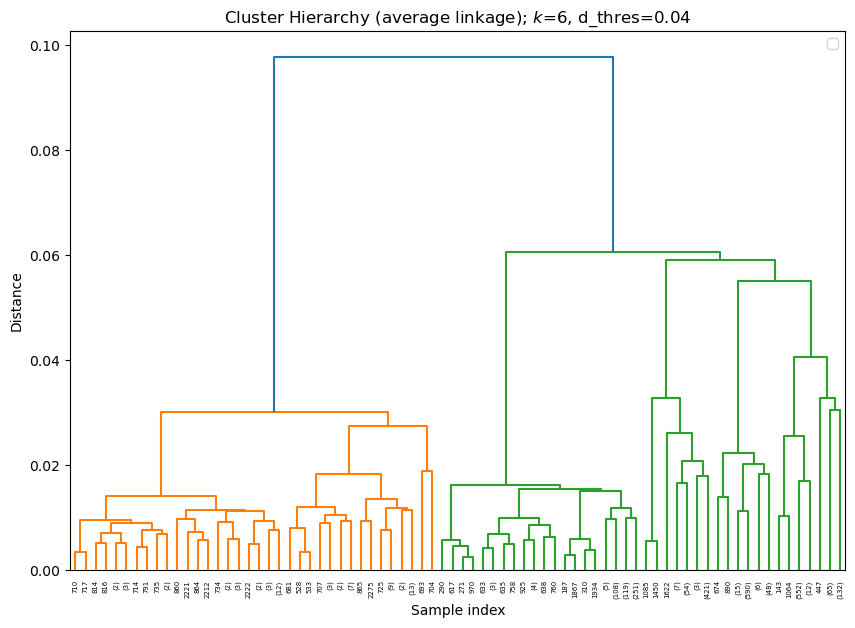 Cluster Hierarchy (average linkage); k=6, d_thres=0.04
0.10
0.08
0.06
0.04
0.02
0.00
Distance
710 717 814 816 (2) (3) 714 791 735 (2) 860 2221 864 2212 734 (2) (3) 2222 (2) (3) (12) 681 528 533 707 (3) (2) (7) 865 2275 725 (9) (2) (13) 693 704 290 617 271 970 633 (3) 635 758 925 (4) 638 760 187 1867 310 1934 (5) (108) (119) (251) 1085 1450 1622 (7) (54) (3) (421) 674 890 (15) (590) (6) (48) 143 1064 (552) (12) 447 (65) (132)
Sample index